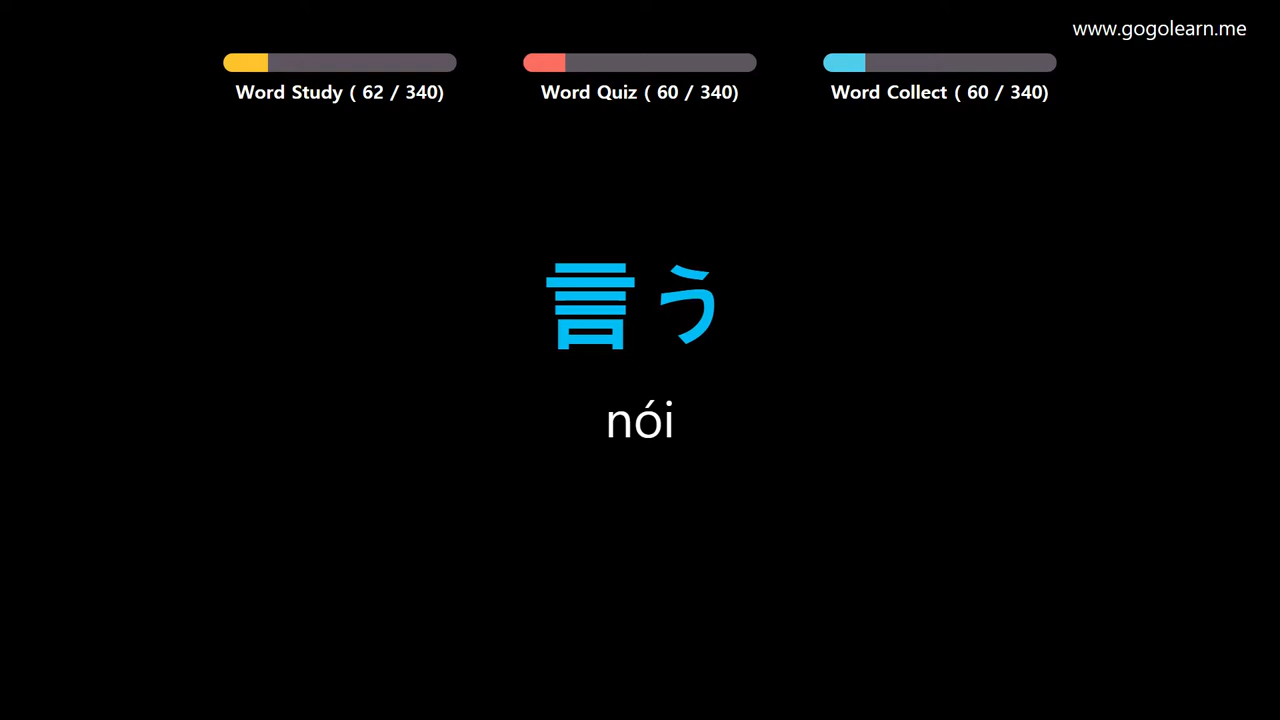 www.gogolearn.me
Word Study ( 62 / 340)
Word Quiz ( 60 / 340)
Word Collect ( 60 / 340)
言う
nói